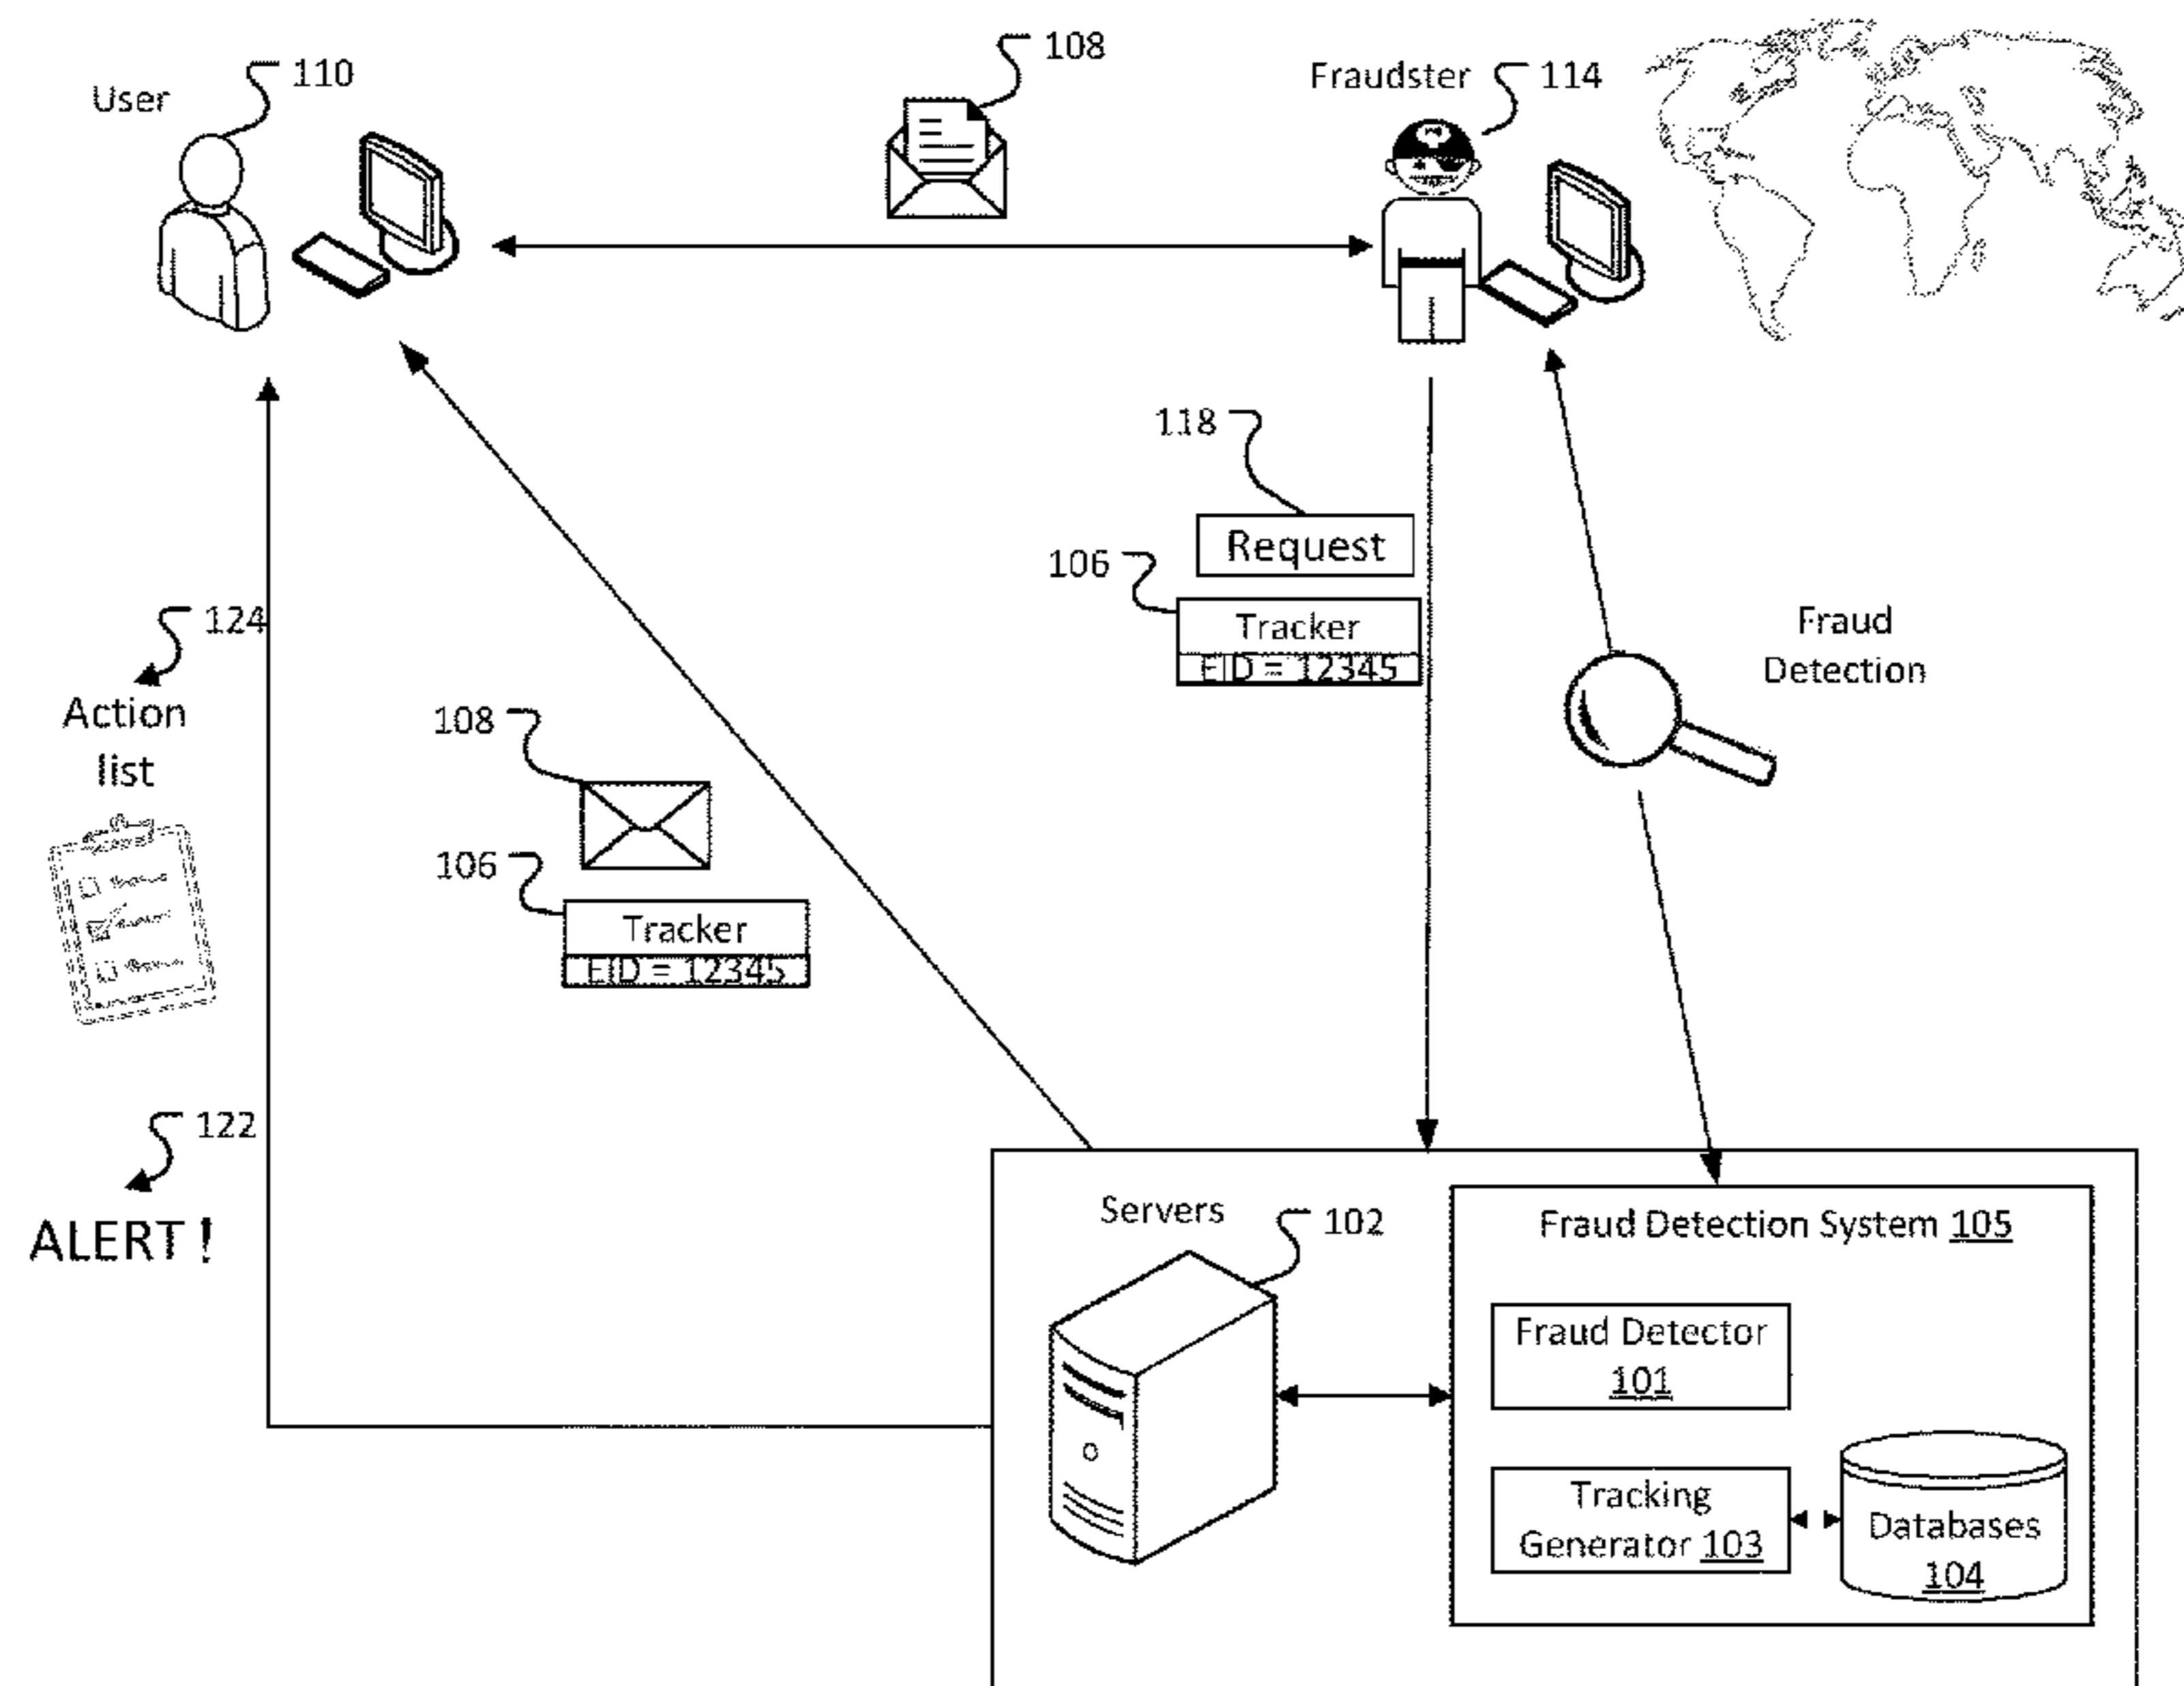 108
110
User
Fraudster
114
118
Request
106
Tracker
EID = 12345
Fraud
Detection
124
Action
list
108
106
Tracker
EID = 12345
122
ALERT!
Servers
102
Fraud Detection System 105
Fraud Detector
101
Tracking
Generator 103
Databases
104